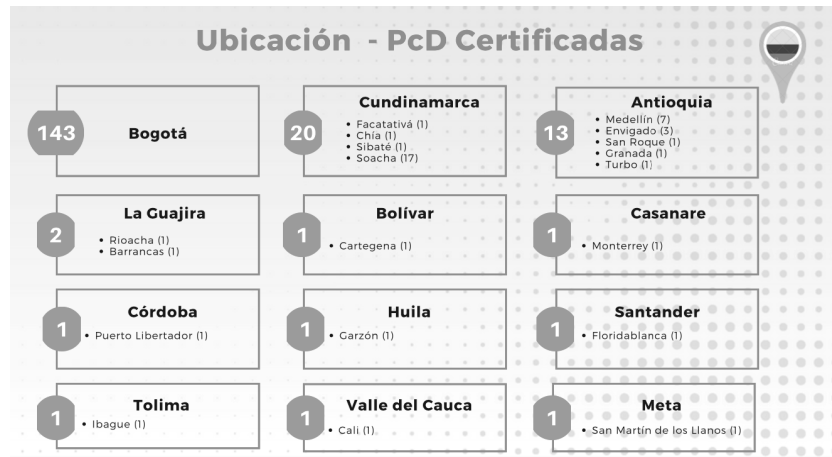 Ubicación - PcD Certificadas
143
Bogotá
20
Cundinamarca
• Facatativá (1)
• Chía (1)
• Sibaté (1)
• Soacha (17)
13
Antioquia
• Medellín (7)
• Envigado (3)
• San Roque (1)
• Granada (1)
• Turbo (1)
2
La Guajira
• Rioacha (1)
• Barrancas (1)
1
Bolívar
• Cartegena (1)
1
Casanare
• Monterrey (1)
1
Córdoba
• Puerto Libertador (1)
1
Huila
• Garzón (1)
1
Santander
• Floridablanca (1)
1
Tolima
• Ibague (1)
1
Valle del Cauca
• Cali (1)
1
Meta
• San Martín de los Llanos (1)